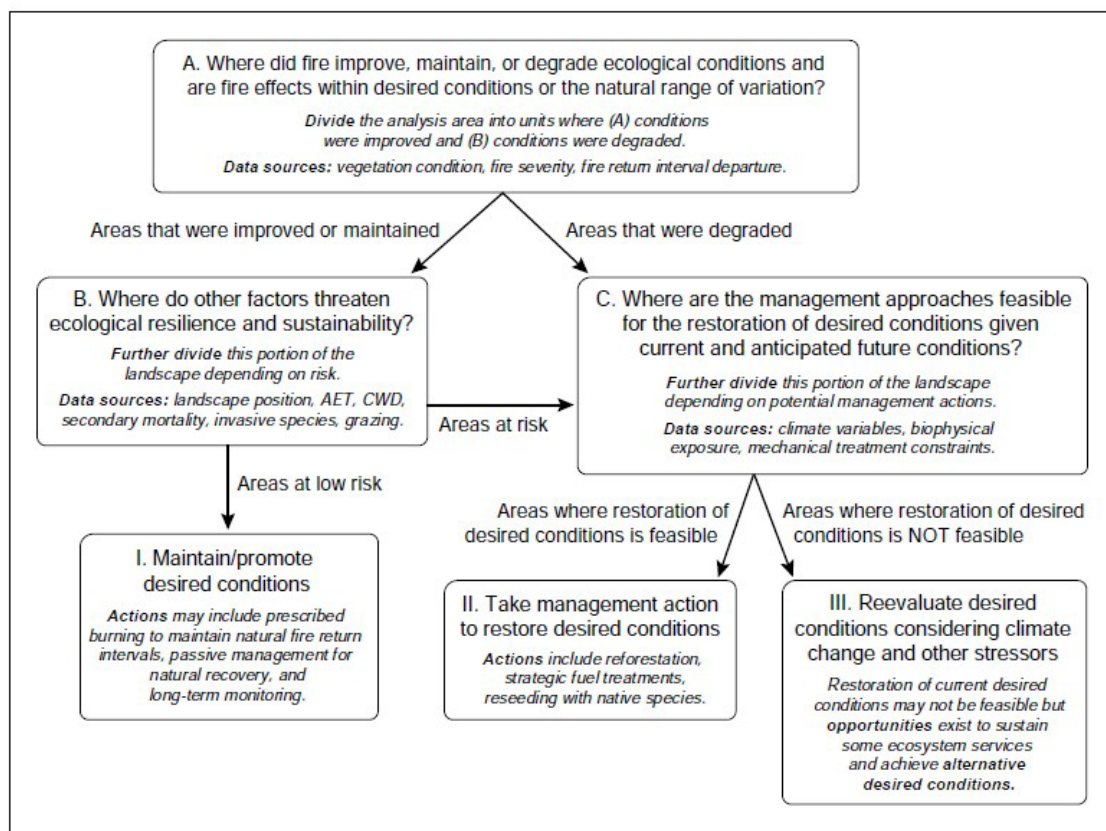 A. Where did fire improve, maintain, or degrade ecological conditions and
are fire effects within desired conditions or the natural range of variation?
Divide the analysis area into units where (A) conditions
were improved and (B) conditions were degraded.
Data sources: vegetation condition, fire severity, fire return interval departure.
Areas that were improved or maintained
Areas that were degraded
B. Where do other factors threaten
ecological resilience and sustainability?
Further divide this portion of the
landscape depending on risk.
Data sources: landscape position, AET, CWD,
secondary mortality, invasive species, grazing.
Areas at risk
C. Where are the management approaches feasible
for the restoration of desired conditions given
current and anticipated future conditions?
Further divide this portion of the landscape
depending on potential management actions.
Data sources: climate variables, biophysical
exposure, mechanical treatment constraints.
Areas at low risk
Areas where restoration of
desired conditions is feasible
Areas where restoration of desired
conditions is NOT feasible
I. Maintain/promote
desired conditions
Actions may include prescribed
burning to maintain natural fire return
intervals, passive management for
natural recovery, and
long-term monitoring.
II. Take management action
to restore desired conditions
Actions include reforestation,
strategic fuel treatments,
reseeding with native species.
III. Reevaluate desired
conditions considering climate
change and other stressors
Restoration of current desired
conditions may not be feasible but
opportunities exist to sustain
some ecosystem services
and achieve alternative
desired conditions.